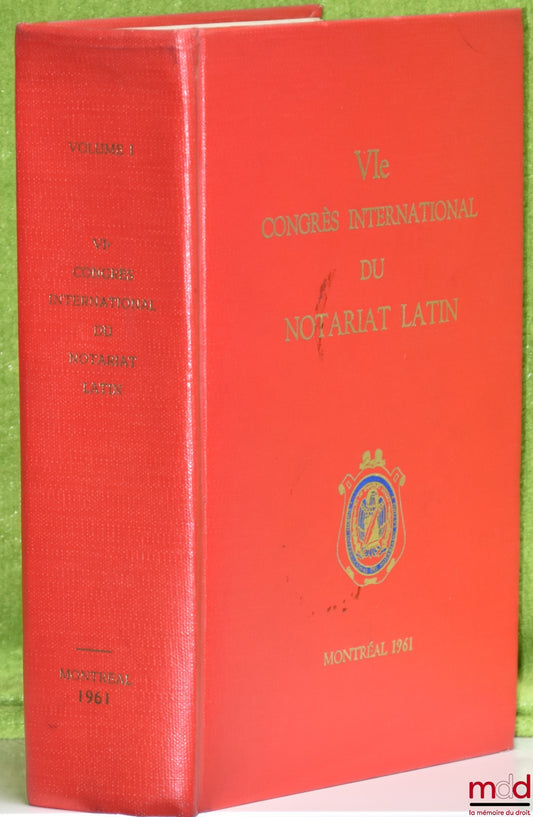 VOLUME I
VIe
CONGRÈS
INTERNATIONAL
DU
NOTARIAT
LATIN
MONTRÉAL
1961
VIe
CONGRÈS INTERNATIONAL
DU
NOTARIAT LATIN
MONTRÉAL 1961
mdd
la mémoire du droit